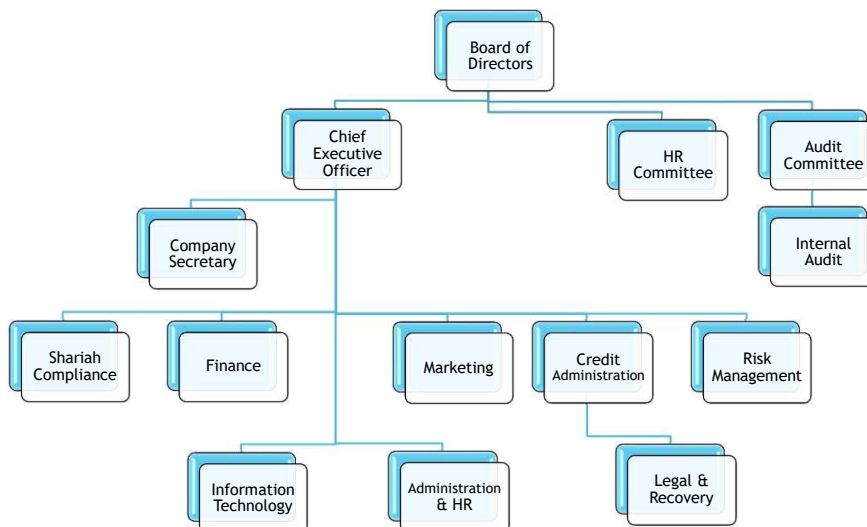 Board of
Directors
Chief
Executive
Officer
HR
Committee
Audit
Committee
Company
Secretary
Internal
Audit
Shariah
Compliance
Finance
Marketing
Credit
Administration
Risk
Management
Information
Technology
Administration
& HR
Legal &
Recovery